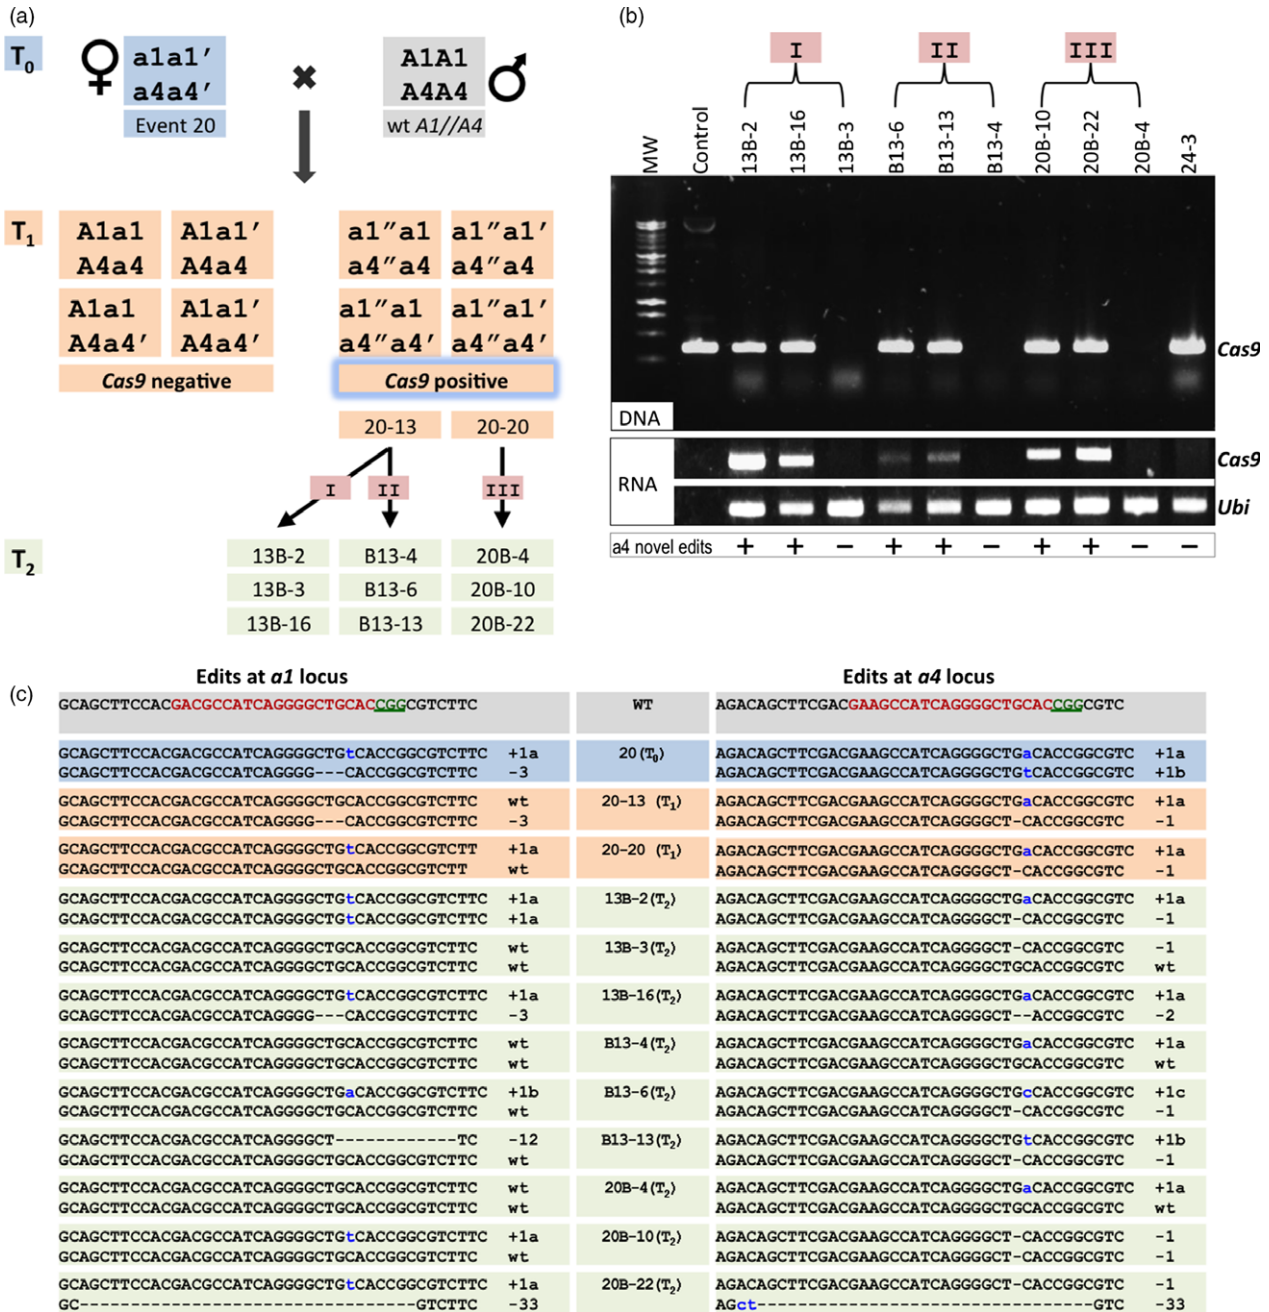 (a)
T0
a1a1′
a4a4′
Event 20
A1A1
A4A4
wt A1//A4
T1
A1a1 A1a1′ a1″a1 a1″a1′
A4a4 A4a4 a4″a4 a4″a4
A1a1 A1a1′ a1″a1 a1″a1′
A4a4′ A4a4′ a4″a4′ a4″a4′
Cas9 negative Cas9 positive
20-13 20-20
I II III
T2
13B-2 B13-4 20B-4
13B-3 B13-6 20B-10
13B-16 B13-13 20B-22
(b)
I II III
MW Control 13B-2 13B-16 13B-3 B13-6 B13-13 B13-4 20B-10 20B-22 20B-4 24-3
Cas9
DNA
Cas9
RNA
Ubi
a4 novel edits + + − + + − + + − −
(c)
Edits at a1 locus Edits at a4 locus
GCAGCTTCCACGACGCCATCAGGGGCTGCACCGGCGTCTTC WT AGACAGCTTCGACGAAGCCATCAGGGGCTGCACCGGCGTC
GCAGCTTCCACGACGCCATCAGGGGCTGtCACCGGCGTCTTC +1a 20(T0) AGACAGCTTCGACGAAGCCATCAGGGGCTGaCACCGGCGTC +1a
GCAGCTTCCACGACGCCATCAGGGG---CACCGGCGTCTTC -3 AGACAGCTTCGACGAAGCCATCAGGGGCTGtCACCGGCGTC +1b
GCAGCTTCCACGACGCCATCAGGGGCTGCACCGGCGTCTTC wt 20-13 (T1) AGACAGCTTCGACGAAGCCATCAGGGGCTGaCACCGGCGTC +1a
GCAGCTTCCACGACGCCATCAGGGG---CACCGGCGTCTTC -3 AGACAGCTTCGACGAAGCCATCAGGGGCT-CACCGGCGTC -1
GCAGCTTCCACGACGCCATCAGGGGCTGtCACCGGCGTCTT +1a 20-20 (T1) AGACAGCTTCGACGAAGCCATCAGGGGCTGaCACCGGCGTC +1a
GCAGCTTCCACGACGCCATCAGGGGCTGCACCGGCGTCTT wt AGACAGCTTCGACGAAGCCATCAGGGGCT-CACCGGCGTC -1
GCAGCTTCCACGACGCCATCAGGGGCTGtCACCGGCGTCTTC +1a 13B-2(T2) AGACAGCTTCGACGAAGCCATCAGGGGCTGaCACCGGCGTC +1a
GCAGCTTCCACGACGCCATCAGGGGCTGtCACCGGCGTCTTC +1a AGACAGCTTCGACGAAGCCATCAGGGGCT-CACCGGCGTC -1
GCAGCTTCCACGACGCCATCAGGGGCTGCACCGGCGTCTTC wt 13B-3(T2) AGACAGCTTCGACGAAGCCATCAGGGGCT-CACCGGCGTC -1
GCAGCTTCCACGACGCCATCAGGGGCTGCACCGGCGTCTTC wt AGACAGCTTCGACGAAGCCATCAGGGGCTGCACCGGCGTC wt
GCAGCTTCCACGACGCCATCAGGGGCTGtCACCGGCGTCTTC +1a 13B-16(T2) AGACAGCTTCGACGAAGCCATCAGGGGCTGaCACCGGCGTC +1a
GCAGCTTCCACGACGCCATCAGGGG---CACCGGCGTCTTC -3 AGACAGCTTCGACGAAGCCATCAGGGGCTG--ACCGGCGTC -2
GCAGCTTCCACGACGCCATCAGGGGCTGCACCGGCGTCTTC wt B13-4(T2) AGACAGCTTCGACGAAGCCATCAGGGGCTGaCACCGGCGTC +1a
GCAGCTTCCACGACGCCATCAGGGGCTGCACCGGCGTCTTC wt AGACAGCTTCGACGAAGCCATCAGGGGCTGCACCGGCGTC wt
GCAGCTTCCACGACGCCATCAGGGGCTGaCACCGGCGTCTTC +1b B13-6(T2) AGACAGCTTCGACGAAGCCATCAGGGGCTGcCACCGGCGTC +1c
GCAGCTTCCACGACGCCATCAGGGGCTGCACCGGCGTCTTC wt AGACAGCTTCGACGAAGCCATCAGGGGCT-CACCGGCGTC -1
GCAGCTTCCACGACGCCATCAGGGGCT------------TC -12 B13-13(T2) AGACAGCTTCGACGAAGCCATCAGGGGCTGtCACCGGCGTC +1b
GCAGCTTCCACGACGCCATCAGGGGCTGCACCGGCGTCTTC wt AGACAGCTTCGACGAAGCCATCAGGGGCT-CACCGGCGTC -1
GCAGCTTCCACGACGCCATCAGGGGCTGCACCGGCGTCTTC wt 20B-4(T2) AGACAGCTTCGACGAAGCCATCAGGGGCTGaCACCGGCGTC +1a
GCAGCTTCCACGACGCCATCAGGGGCTGCACCGGCGTCTTC wt AGACAGCTTCGACGAAGCCATCAGGGGCTGCACCGGCGTC wt
GCAGCTTCCACGACGCCATCAGGGGCTGtCACCGGCGTCTTC +1a 20B-10(T2) AGACAGCTTCGACGAAGCCATCAGGGGCT-CACCGGCGTC -1
GCAGCTTCCACGACGCCATCAGGGGCTGCACCGGCGTCTTC wt AGACAGCTTCGACGAAGCCATCAGGGGCT-CACCGGCGTC -1
GCAGCTTCCACGACGCCATCAGGGGCTGtCACCGGCGTCTTC +1a 20B-22(T2) AGACAGCTTCGACGAAGCCATCAGGGGCT-CACCGGCGTC -1
GC---------------------------------GTCTTC -33 AGct---------------------------------GTC -33